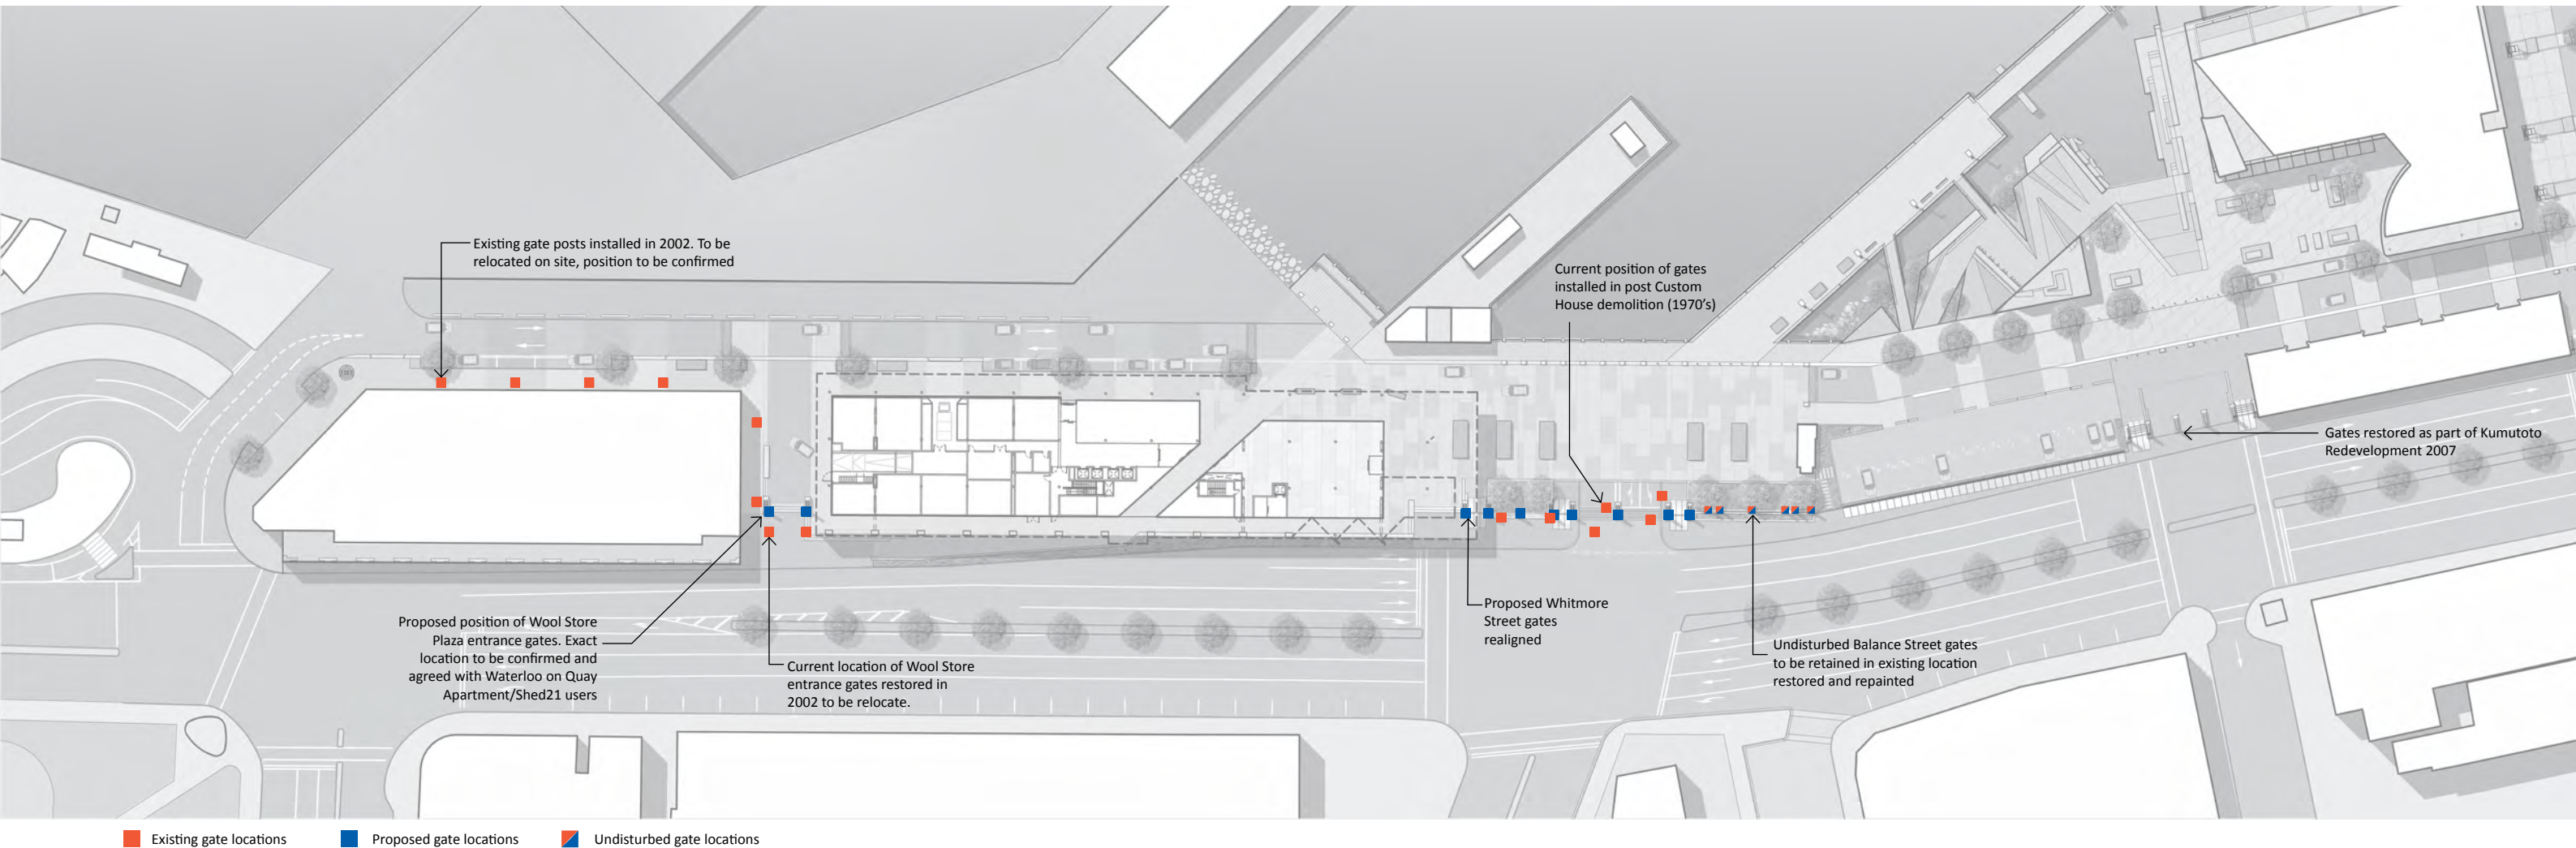 Existing gate posts installed in 2002. To be
relocated on site, position to be confirmed
Current position of gates
installed in post Custom
House demolition (1970's)
Gates restored as part of Kumutoto
Redevelopment 2007
Proposed position of Wool Store
Plaza entrance gates. Exact
location to be confirmed and
agreed with Waterloo on Quay
Apartment/Shed21 users
Current location of Wool Store
entrance gates restored in
2002 to be relocate.
Proposed Whitmore
Street gates
realigned
Undisturbed Balance Street gates
to be retained in existing location
restored and repainted
Existing gate locations
Proposed gate locations
Undisturbed gate locations